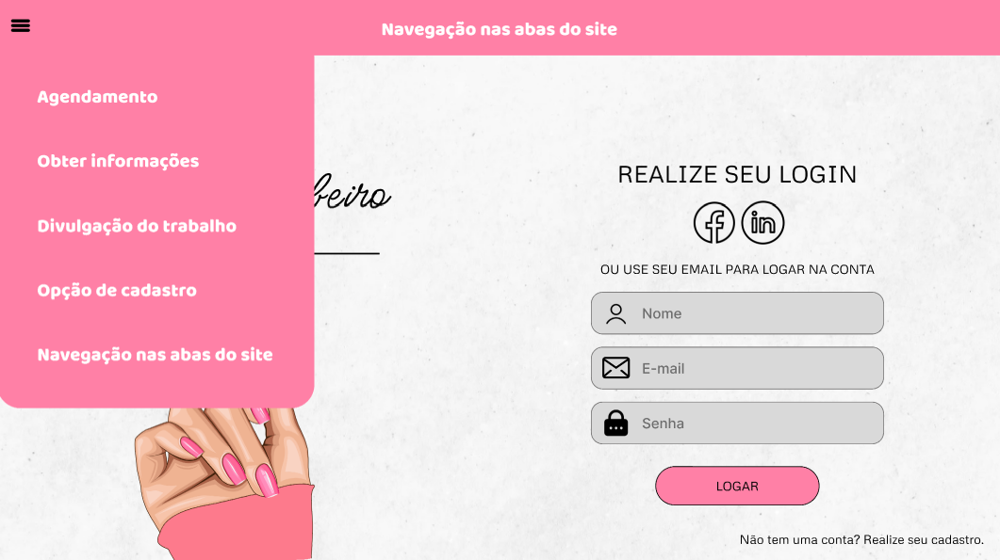 Navegação nas abas do site
Agendamento
Obter informações
Divulgação do trabalho
Opção de cadastro
Navegação nas abas do site
beiro
REALIZE SEU LOGIN
in
OU USE SEU EMAIL PARA LOGAR NA CONTA
Nome
E-mail
Senha
LOGAR
Não tem uma conta? Realize seu cadastro.